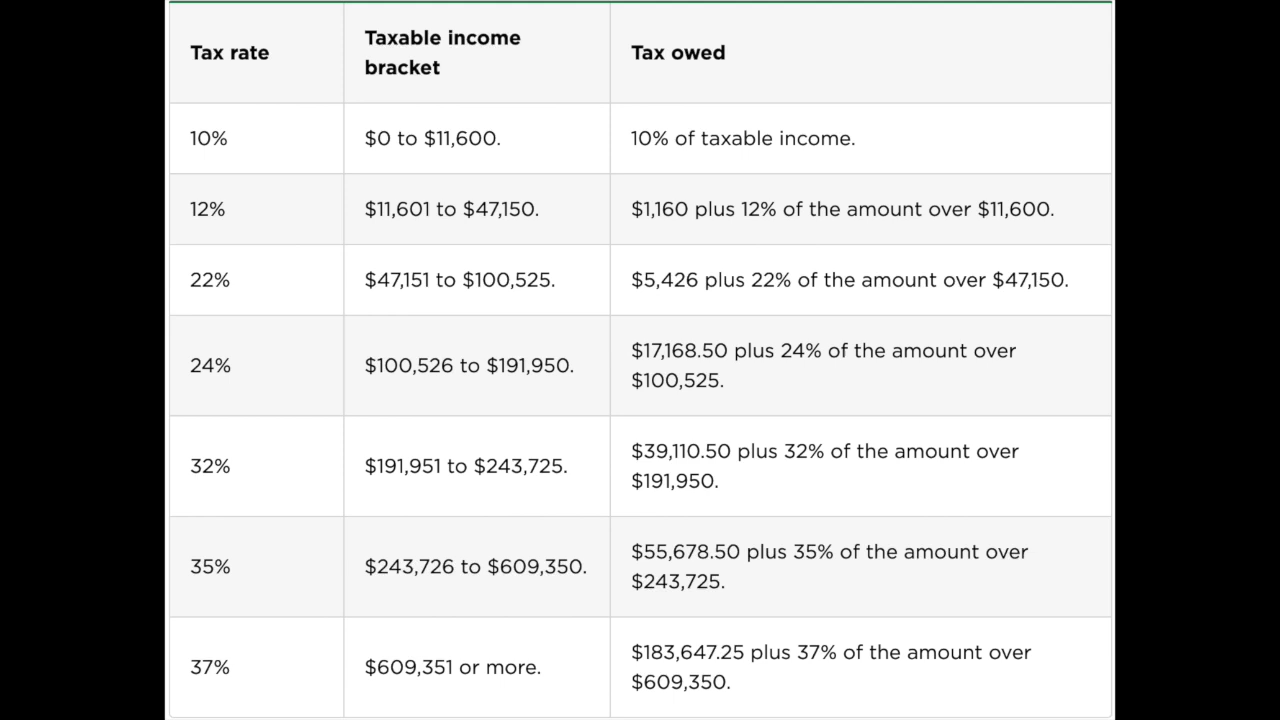 Tax rate
Taxable income
bracket
Tax owed
10%
$0 to $11,600.
10% of taxable income.
12%
$11,601 to $47,150.
$1,160 plus 12% of the amount over $11,600.
22%
$47,151 to $100,525.
$5,426 plus 22% of the amount over $47,150.
24%
$100,526 to $191,950.
$17,168.50 plus 24% of the amount over
$100,525.
32%
$191,951 to $243,725.
$39,110.50 plus 32% of the amount over
$191,950.
35%
$243,726 to $609,350.
$55,678.50 plus 35% of the amount over
$243,725.
37%
$609,351 or more.
$183,647.25 plus 37% of the amount over
$609,350.